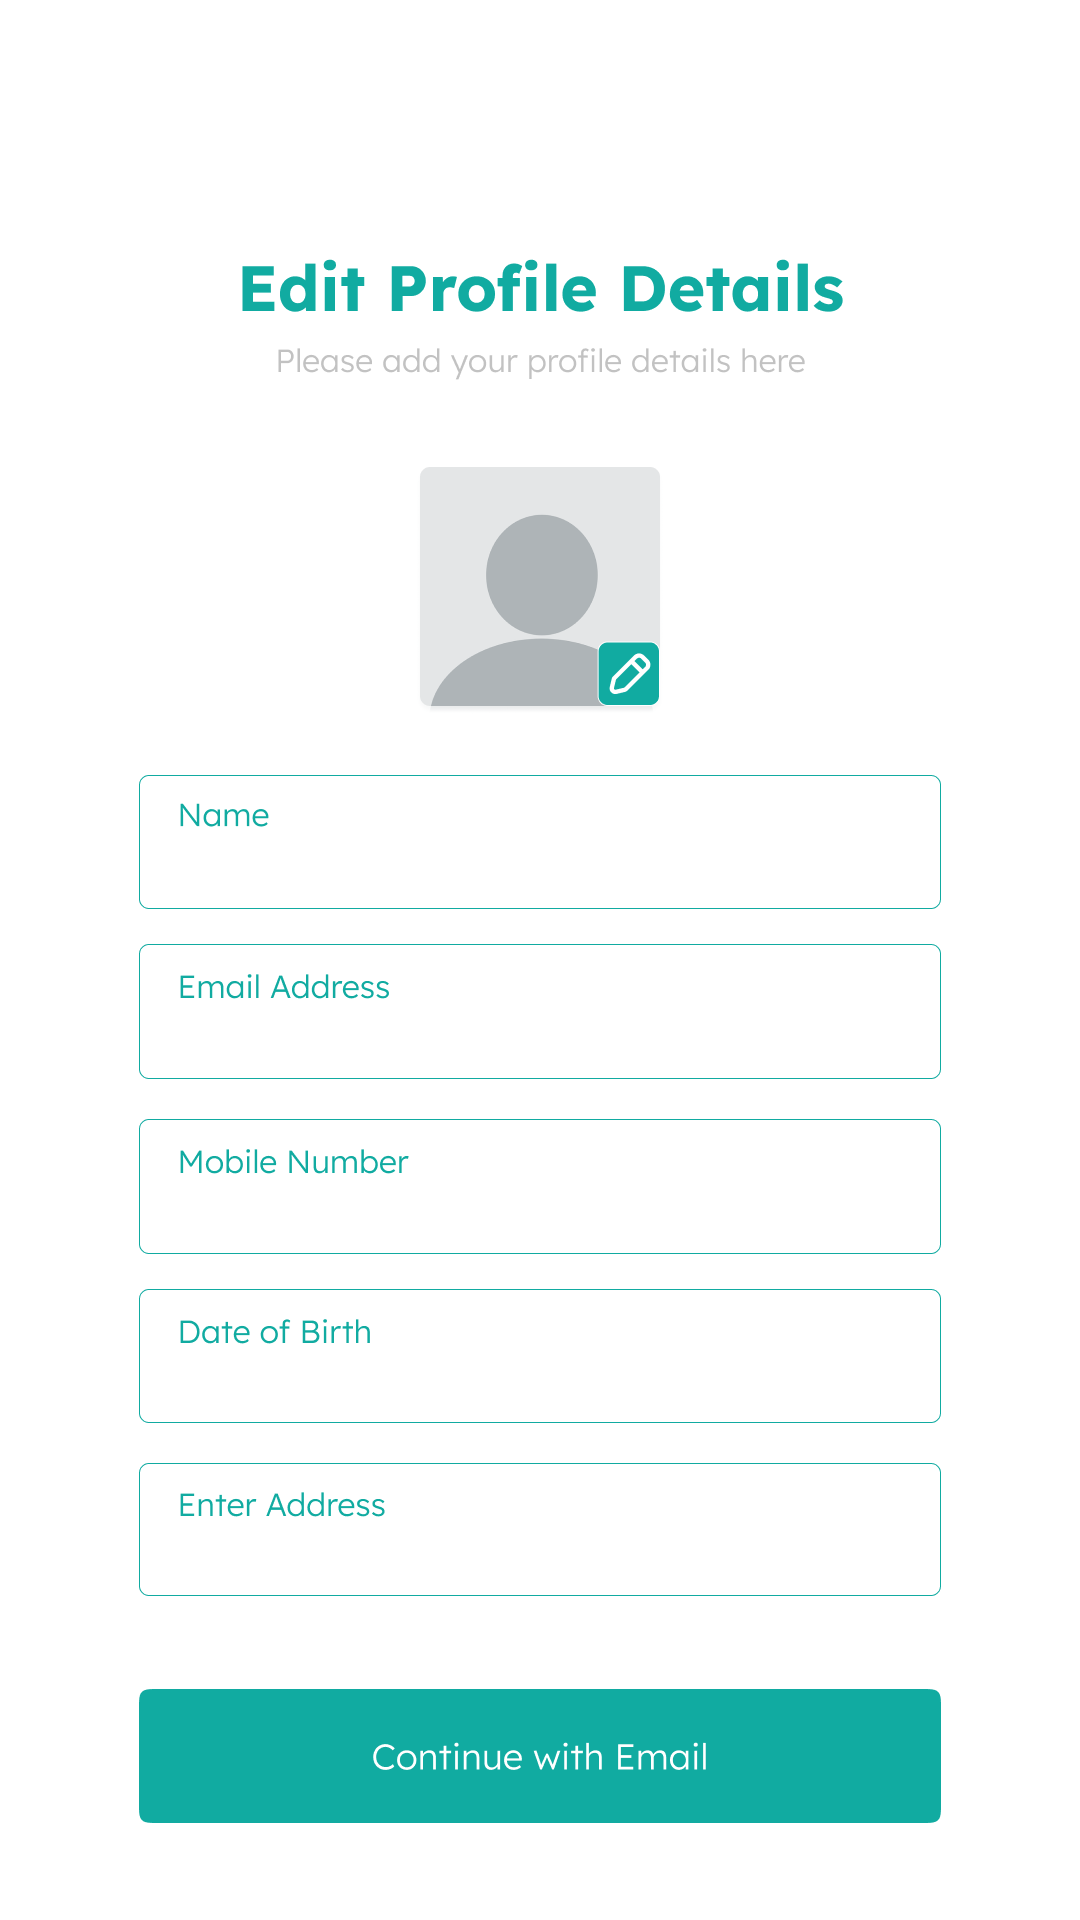 Edit Profile Details
Please add your profile details here
Name
Email Address
Mobile Number
Date of Birth
Enter Address
Continue with Email